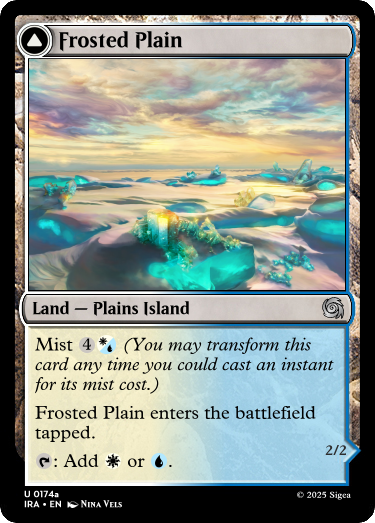 Frosted Plain
Land — Plains Island
Mist 4 (You may transform this
card any time you could cast an instant
for its mist cost.)
Frosted Plain enters the battlefield
tapped.
: Add or .
2/2
U 0174a
IRA • EN Nina Vels
© 2025 Sigea